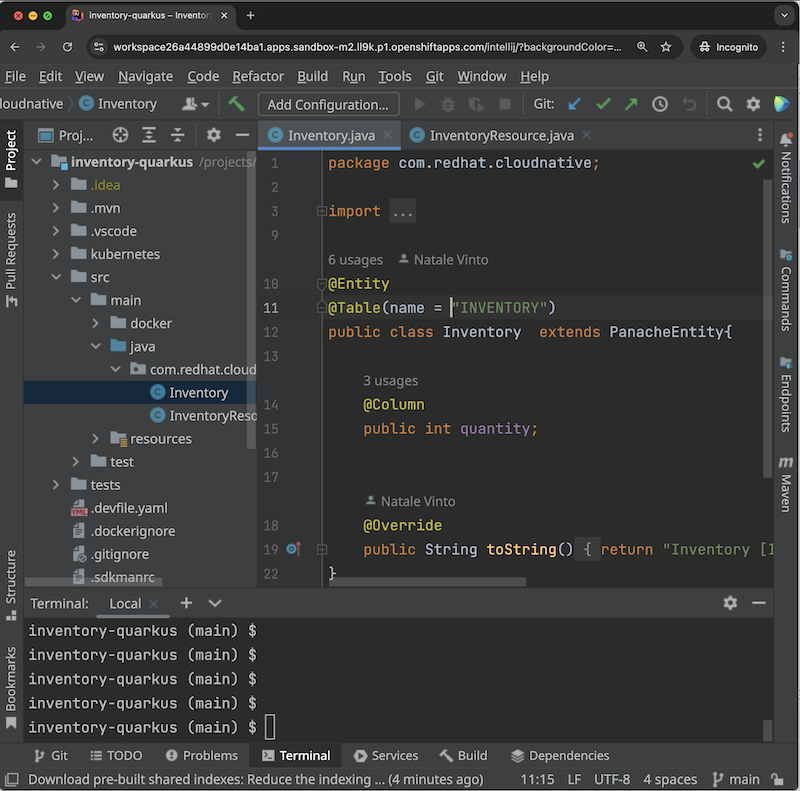 inventory-quarkus – Inventory
workspace26a44899d0e14ba1.apps.sandbox-m2.ll9k.p1.openshiftapps.com/intellij/?backgroundColor=...
Incognito
File Edit View Navigate Code Refactor Build Run Tools Git Window Help
loudnative Inventory Add Configuration... Git:
Proj... Inventory.java InventoryResource.java
Project
Pull Requests
Structure
Bookmarks
inventory-quarkus /projects/
.idea
.mvn
.vscode
kubernetes
src
main
docker
java
com.redhat.cloud
Inventory
InventoryReso
resources
test
tests
.devfile.yaml
.dockerignore
.gitignore
.sdkmanrc
1 package com.redhat.cloudnative;
2
3 import ...
9
6 usages Natale Vinto
10 @Entity
11 @Table(name = "INVENTORY")
12 public class Inventory  extends PanacheEntity{
13
3 usages
14 @Column
15 public int quantity;
16
17
Natale Vinto
18 @Override
19 public String toString() { return "Inventory [I
22 }
Notifications
Commands
Endpoints
m Maven
Terminal: Local
inventory-quarkus (main) $
inventory-quarkus (main) $
inventory-quarkus (main) $
inventory-quarkus (main) $
inventory-quarkus (main) $
Git TODO Problems Terminal Services Build Dependencies
Download pre-built shared indexes: Reduce the indexing ... (4 minutes ago) 11:15 LF UTF-8 4 spaces main